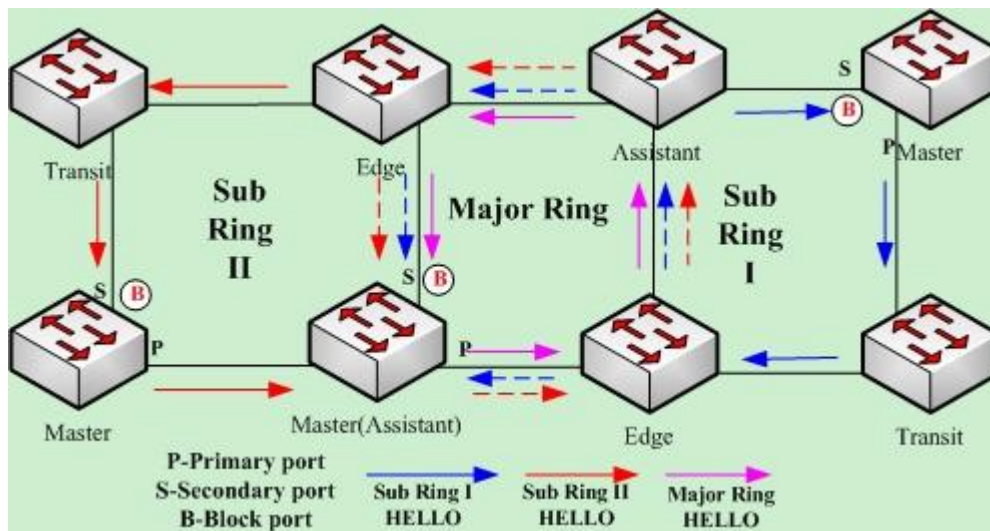 S
B
Transit
Edge
Assistant
P
Master
Sub
Ring
II
Major Ring
Sub
Ring
I
S
B
S
B
P
P
Master
Master(Assistant)
Edge
Transit
P-Primary port
S-Secondary port
B-Block port
Sub Ring I
HELLO
Sub Ring II
HELLO
Major Ring
HELLO